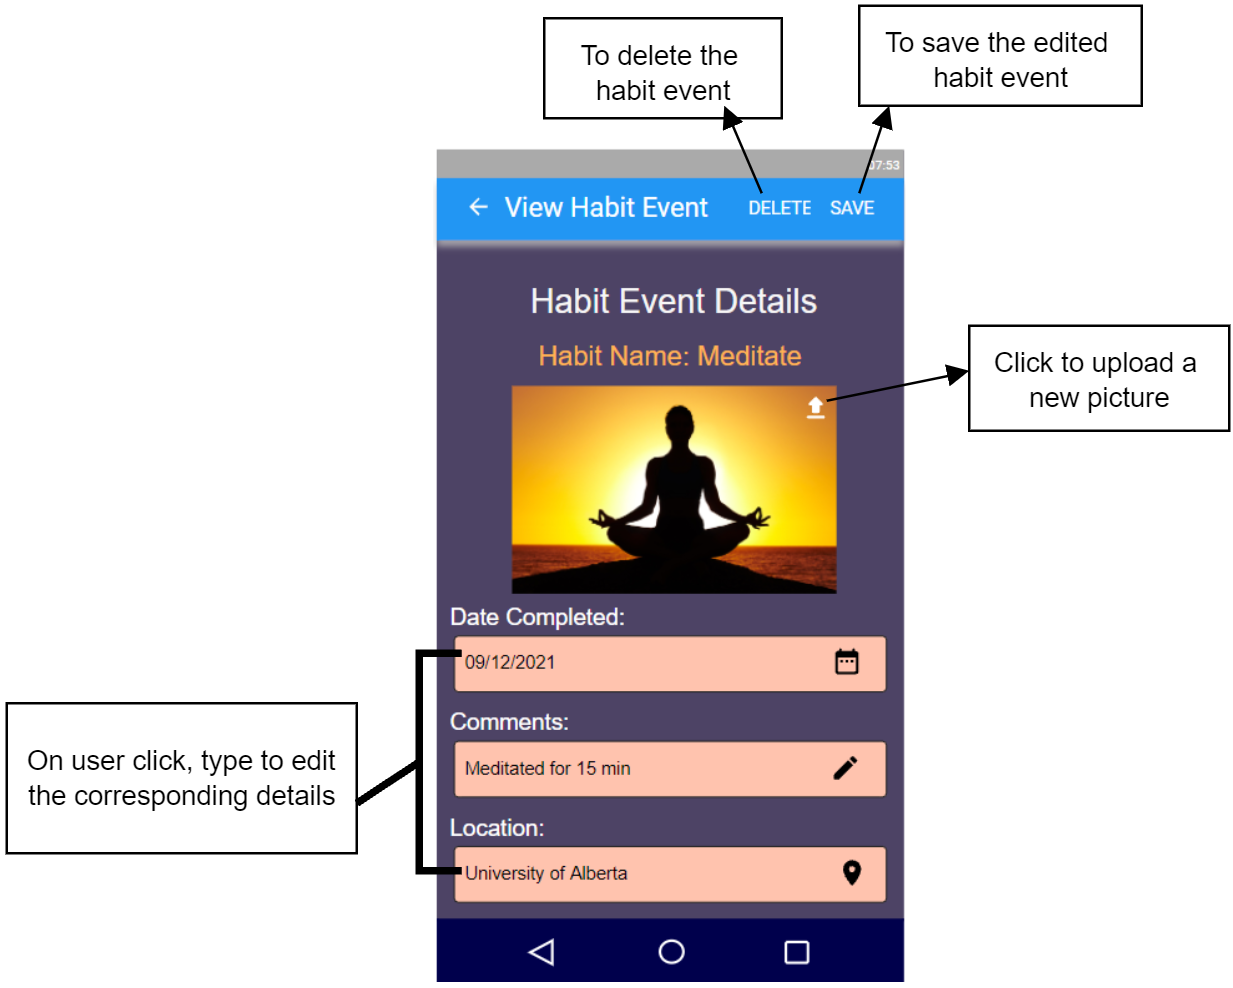 To delete the
habit event
To save the edited
habit event
07:53
View Habit Event
DELETE
SAVE
Habit Event Details
Habit Name: Meditate
Click to upload a
new picture
Date Completed:
09/12/2021
Comments:
Meditated for 15 min
On user click, type to edit
the corresponding details
Location:
University of Alberta